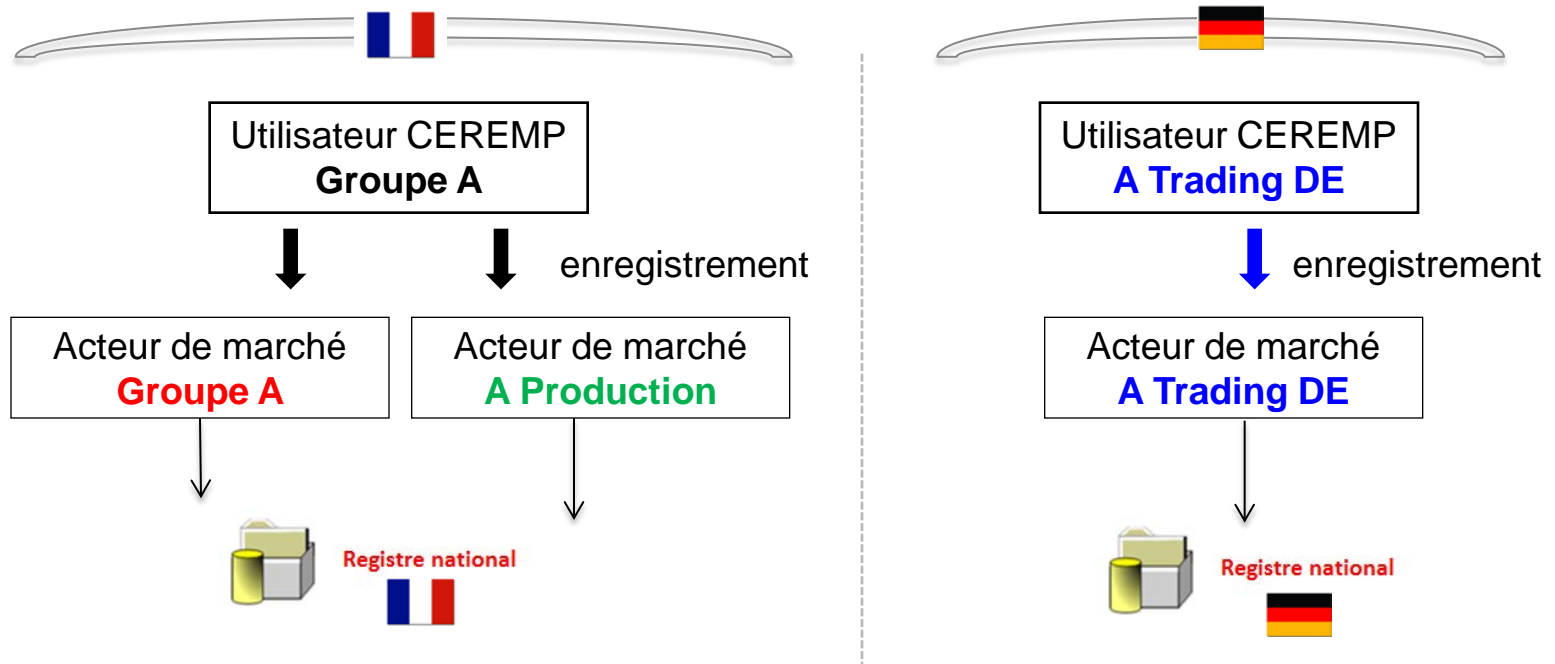 Utilisateur CEREMP
Groupe A
enregistrement
Acteur de marché
Groupe A
Acteur de marché
A Production
Registre national
Utilisateur CEREMP
A Trading DE
enregistrement
Acteur de marché
A Trading DE
Registre national